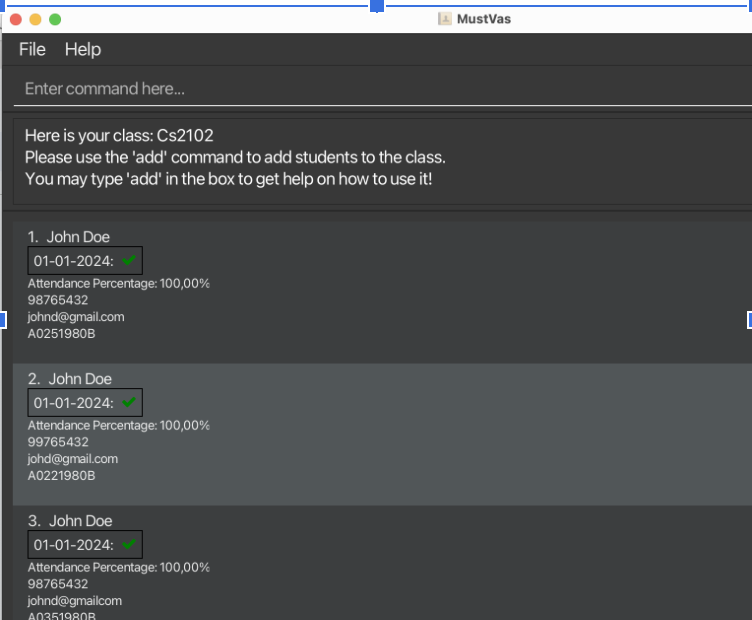 MustVas
File Help
Enter command here...
Here is your class: Cs2102
Please use the 'add' command to add students to the class.
You may type 'add' in the box to get help on how to use it!
1. John Doe
01-01-2024:
Attendance Percentage: 100,00%
98765432
johnd@gmail.com
A0251980B
2. John Doe
01-01-2024:
Attendance Percentage: 100,00%
99765432
johd@gmail.com
A0221980B
3. John Doe
01-01-2024:
Attendance Percentage: 100,00%
98765432
johnd@gmailcom
A0351980B